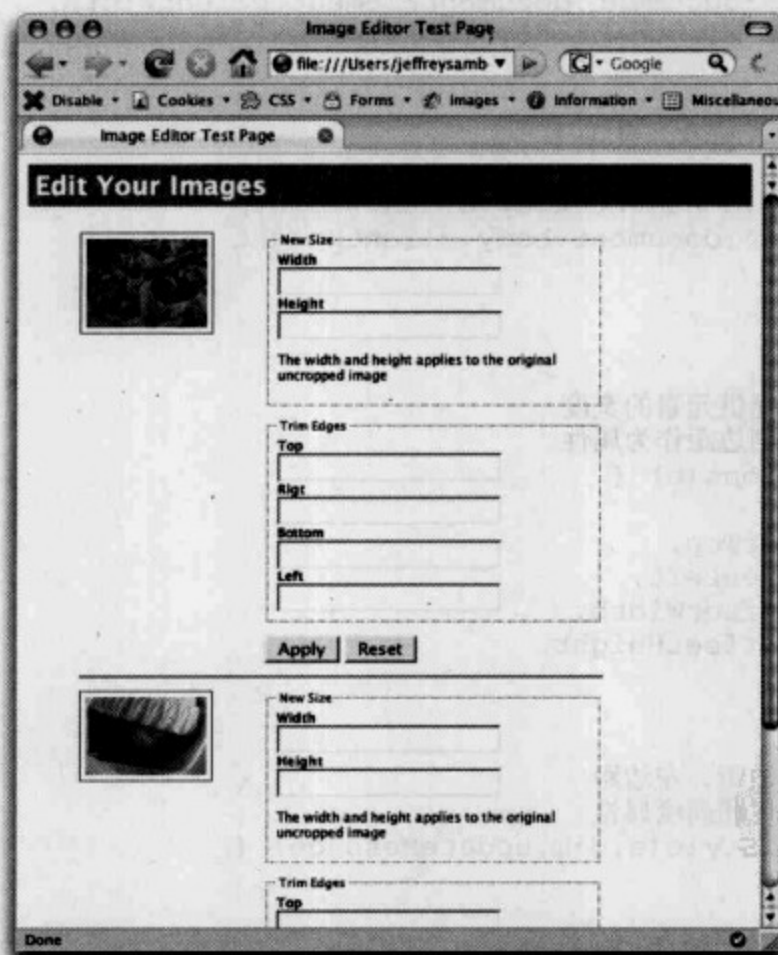 Image Editor Test Page
file:///Users/jeffreysamb
G Google
Disable Cookies CSS Forms Images Information Miscellaneou
Image Editor Test Page
Edit Your Images
New Size
Width
Height
The width and height applies to the original
uncropped image
Trim Edges
Top
Rigt
Bottom
Left
Apply Reset
New Size
Width
Height
The width and height applies to the original
uncropped image
Trim Edges
Top
Done